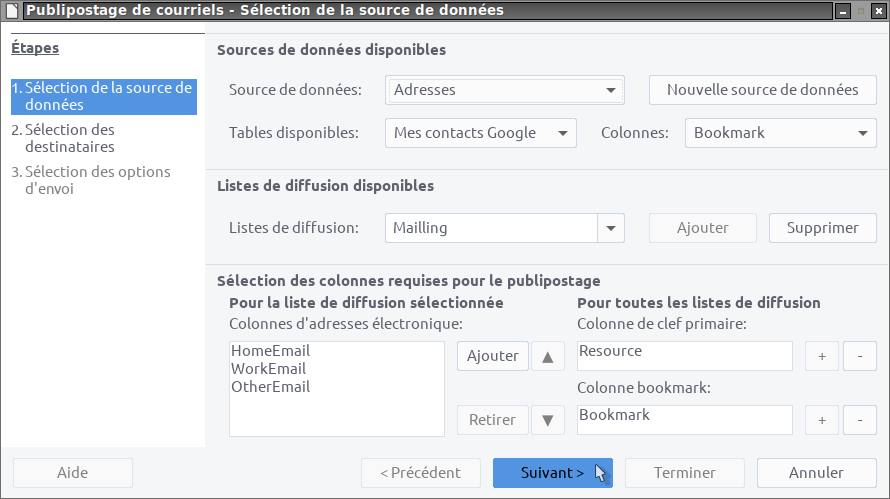 Publipostage de courriels - Sélection de la source de données
Étapes
1. Sélection de la source de
données
2. Sélection des
destinataires
3. Sélection des options
d'envoi
Sources de données disponibles
Source de données: Adresses Nouvelle source de données
Tables disponibles: Mes contacts Google Colonnes: Bookmark
Listes de diffusion disponibles
Listes de diffusion: Mailling Ajouter Supprimer
Sélection des colonnes requises pour le publipostage
Pour la liste de diffusion sélectionnée Pour toutes les listes de diffusion
Colonnes d'adresses électronique: Colonne de clef primaire:
HomeEmail Ajouter ▲ Resource + -
WorkEmail
OtherEmail Colonne bookmark:
Retirer ▼ Bookmark + -
Aide < Précédent Suivant > Terminer Annuler